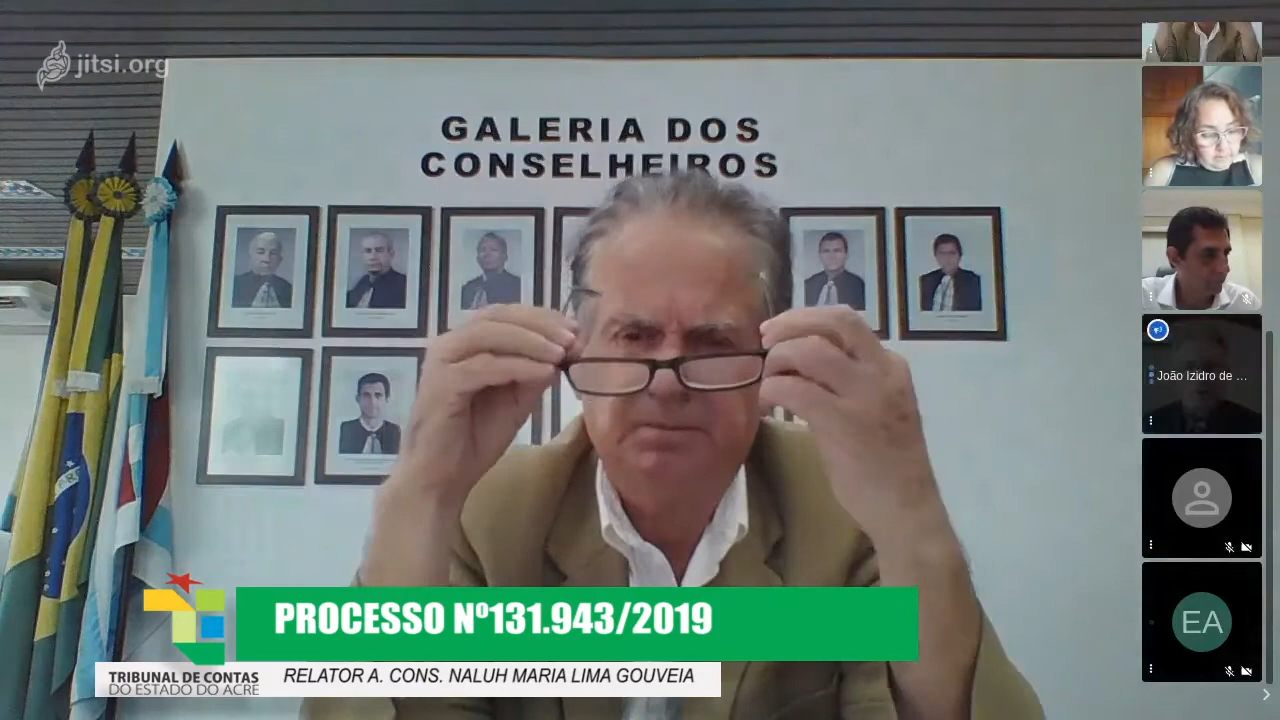 jitsi.org
GALERIA DOS
CONSELHEIROS
João Izidro de ...
EA
PROCESSO Nº131.943/2019
RELATOR A. CONS. NALUH MARIA LIMA GOUVEIA
TRIBUNAL DE CONTAS
DO ESTADO DO ACRE